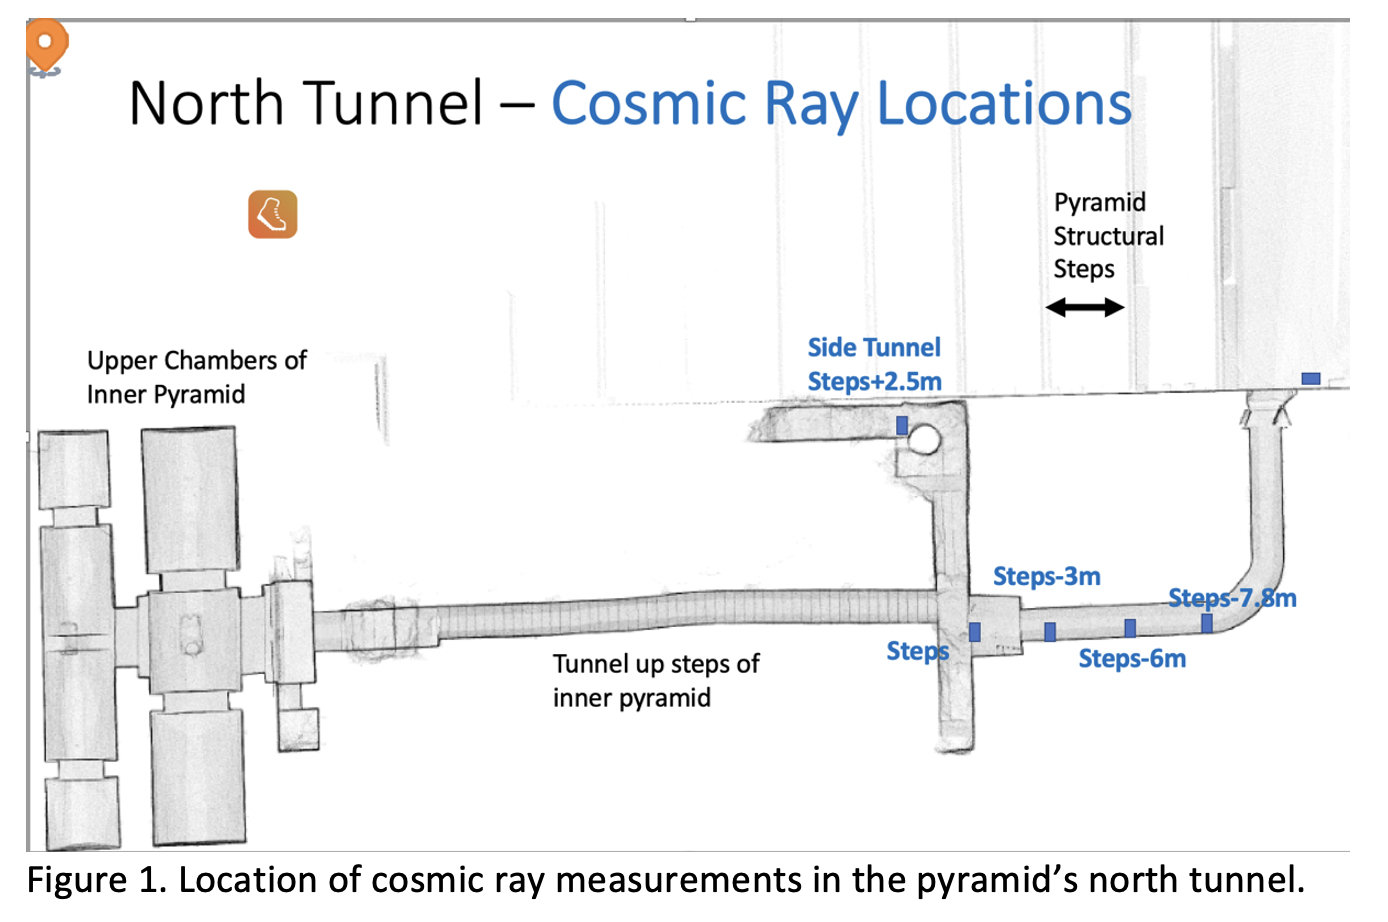 North Tunnel – Cosmic Ray Locations
Pyramid
Structural
Steps
Side Tunnel
Steps+2.5m
Upper Chambers of
Inner Pyramid
Steps-3m
Steps-7.8m
Steps
Steps-6m
Tunnel up steps of
inner pyramid
Figure 1. Location of cosmic ray measurements in the pyramid’s north tunnel.